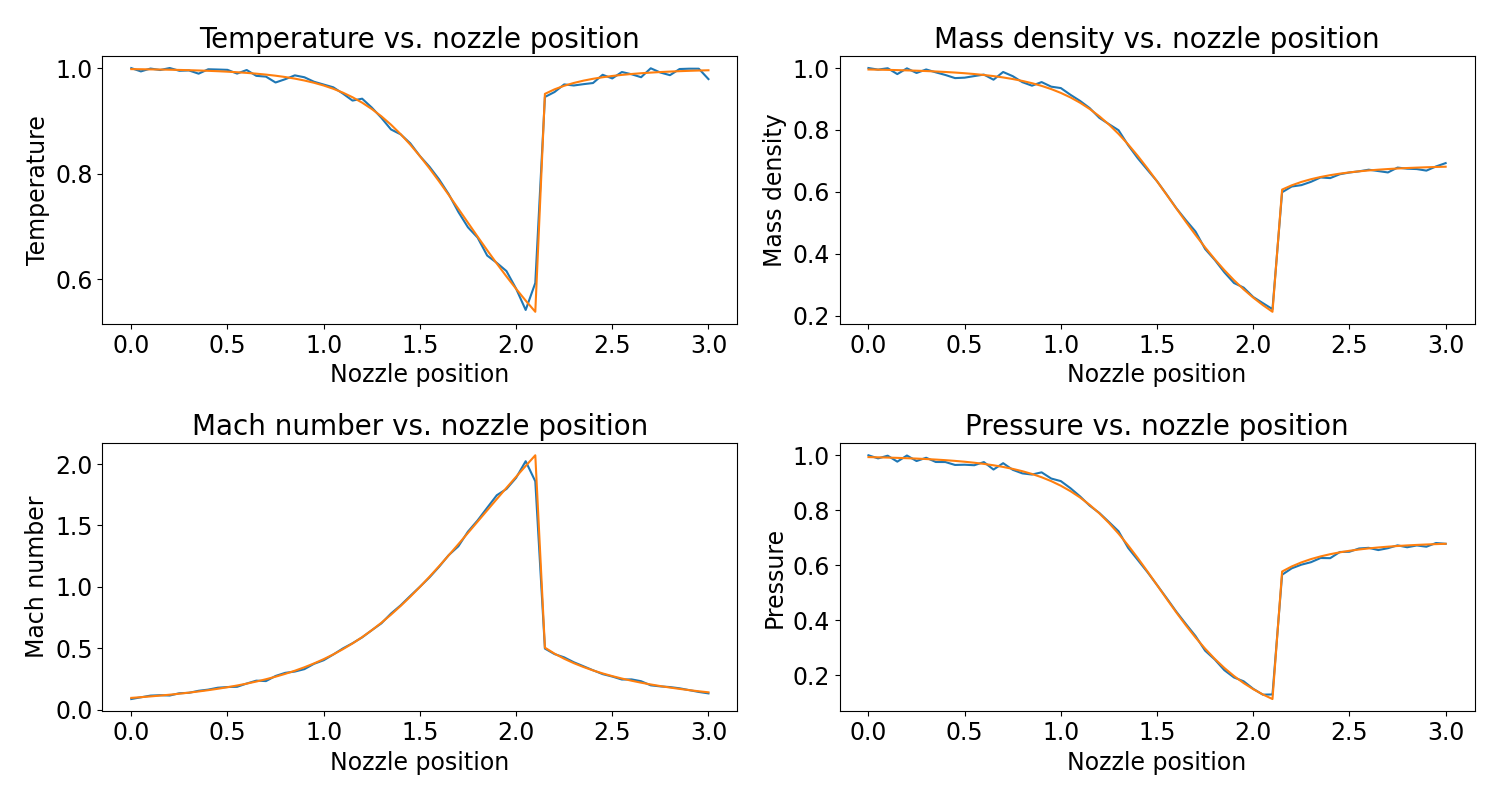 Temperature vs. nozzle position
Temperature
1.0
0.8
0.6
0.0 0.5 1.0 1.5 2.0 2.5 3.0
Nozzle position
Mass density vs. nozzle position
Mass density
1.0
0.8
0.6
0.4
0.2
0.0 0.5 1.0 1.5 2.0 2.5 3.0
Nozzle position
Mach number vs. nozzle position
Mach number
2.0
1.5
1.0
0.5
0.0
0.0 0.5 1.0 1.5 2.0 2.5 3.0
Nozzle position
Pressure vs. nozzle position
Pressure
1.0
0.8
0.6
0.4
0.2
0.0 0.5 1.0 1.5 2.0 2.5 3.0
Nozzle position